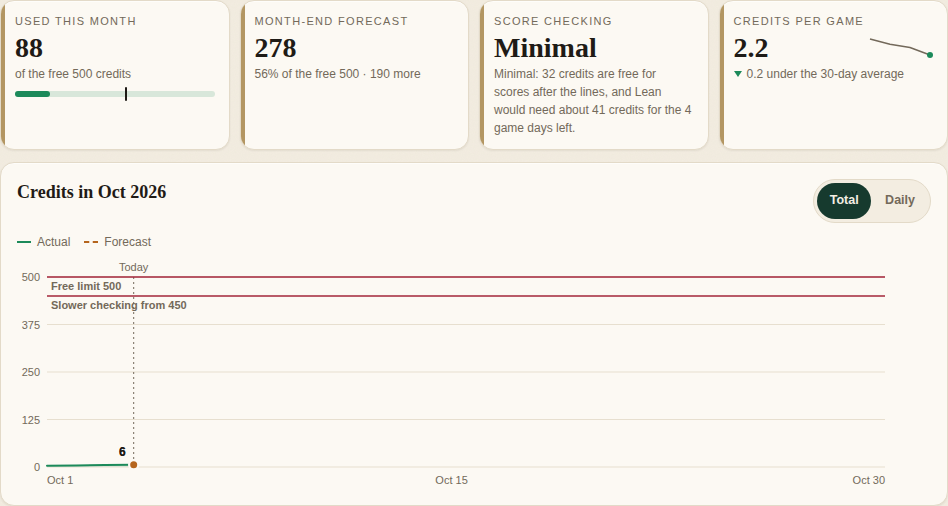 USED THIS MONTH
88
of the free 500 credits
MONTH-END FORECAST
278
56% of the free 500 · 190 more
SCORE CHECKING
Minimal
Minimal: 32 credits are free for
scores after the lines, and Lean
would need about 41 credits for the 4
game days left.
CREDITS PER GAME
2.2
0.2 under the 30-day average
Credits in Oct 2026
Total
Daily
Actual
Forecast
Today
500
Free limit 500
Slower checking from 450
375
250
125
6
0
Oct 1
Oct 15
Oct 30